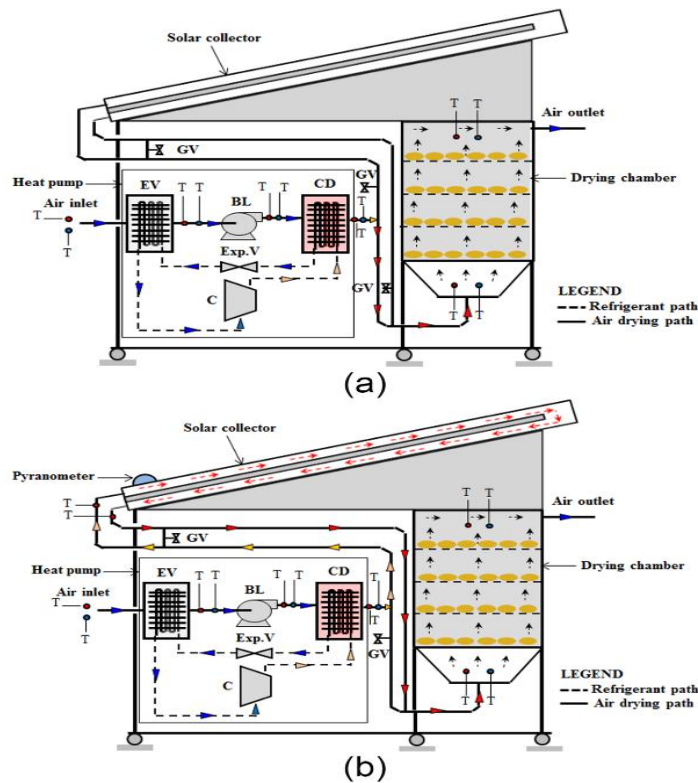 Solar collector
Air outlet
T T
GV
Heat pump
EV
T T
BL
T T
CD
GV
T
Drying chamber
T
Air inlet
T
Exp.V
T
C
GV
T T
LEGEND
Refrigerant path
Air drying path
(a)
Solar collector
Pyranometer
T
T
T T
Air outlet
GV
Heat pump
EV
T T
BL
T T
CD
T
Drying chamber
T
Air inlet
T
Exp.V
T
GV
C
T T
LEGEND
Refrigerant path
Air drying path
(b)